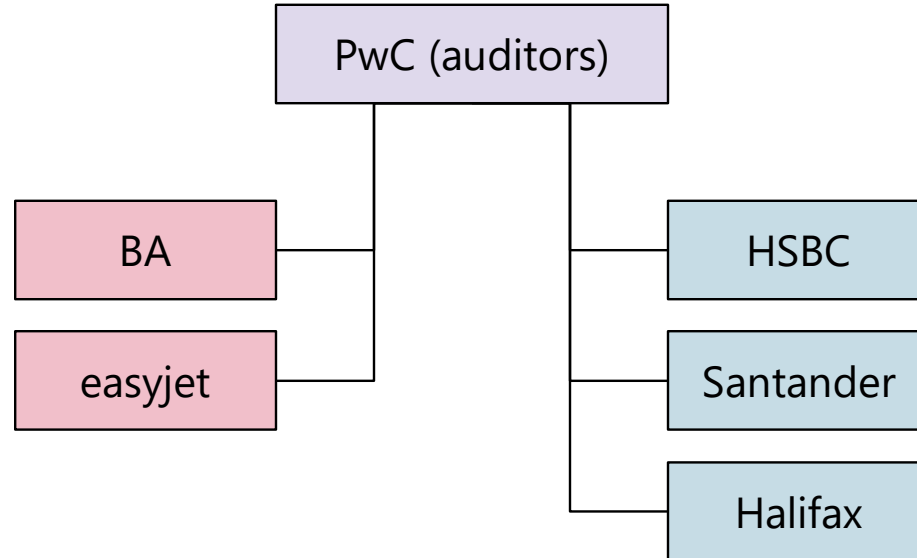 PwC (auditors)
BA
easyjet
HSBC
Santander
Halifax